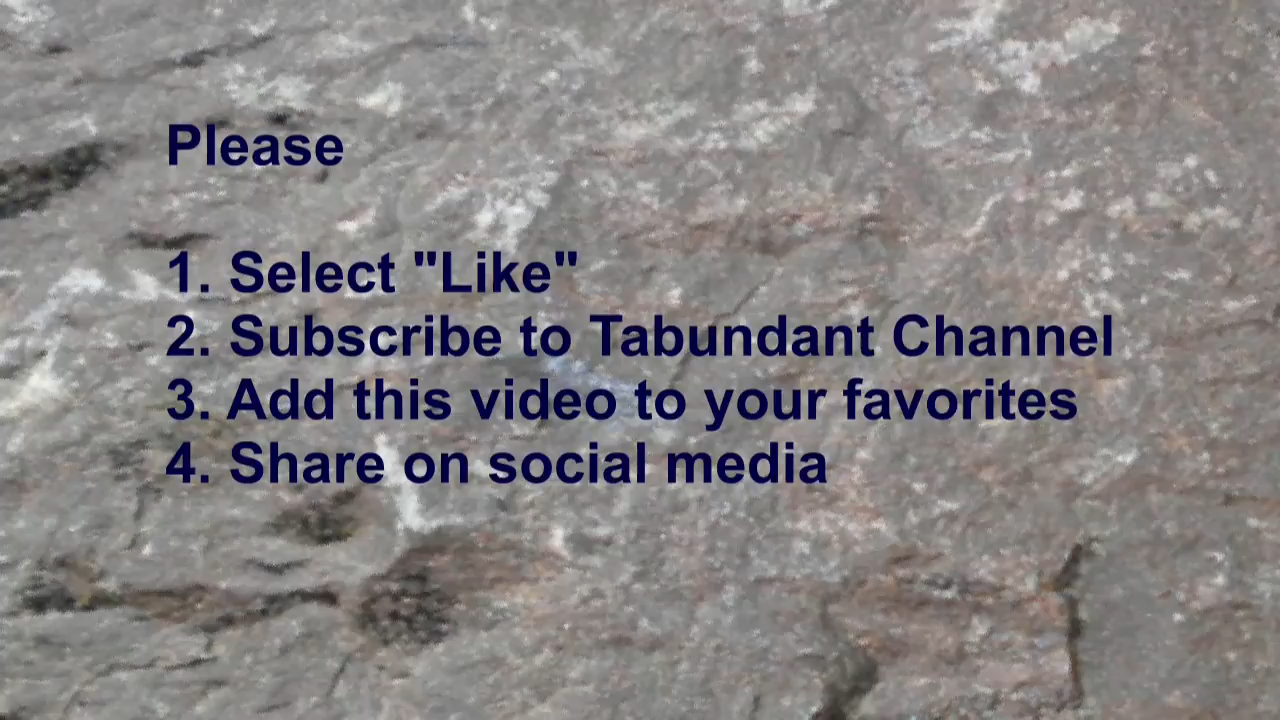 Please
1. Select "Like"
2. Subscribe to Tabundant Channel
3. Add this video to your favorites
4. Share on social media